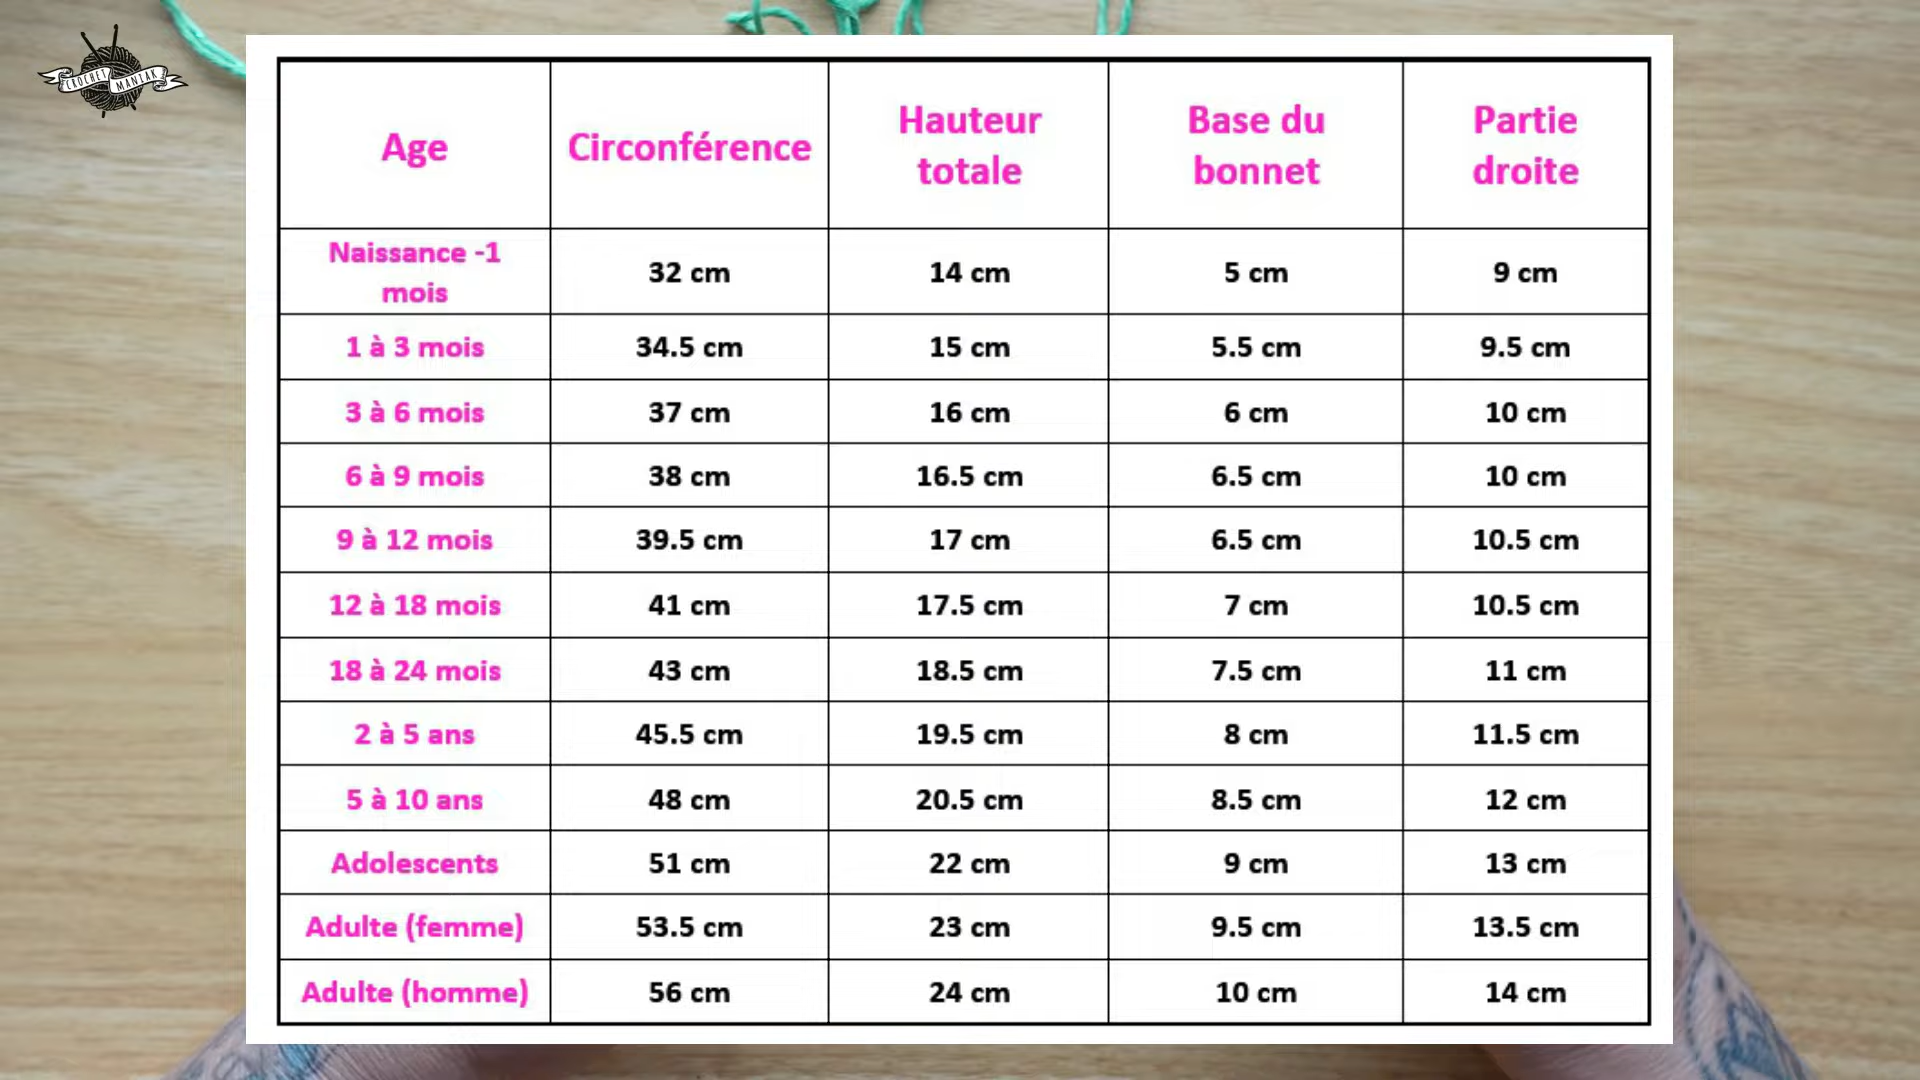 CROCHET MANIAK
Age Circonférence Hauteur totale Base du bonnet Partie droite
Naissance -1 mois 32 cm 14 cm 5 cm 9 cm
1 à 3 mois 34.5 cm 15 cm 5.5 cm 9.5 cm
3 à 6 mois 37 cm 16 cm 6 cm 10 cm
6 à 9 mois 38 cm 16.5 cm 6.5 cm 10 cm
9 à 12 mois 39.5 cm 17 cm 6.5 cm 10.5 cm
12 à 18 mois 41 cm 17.5 cm 7 cm 10.5 cm
18 à 24 mois 43 cm 18.5 cm 7.5 cm 11 cm
2 à 5 ans 45.5 cm 19.5 cm 8 cm 11.5 cm
5 à 10 ans 48 cm 20.5 cm 8.5 cm 12 cm
Adolescents 51 cm 22 cm 9 cm 13 cm
Adulte (femme) 53.5 cm 23 cm 9.5 cm 13.5 cm
Adulte (homme) 56 cm 24 cm 10 cm 14 cm